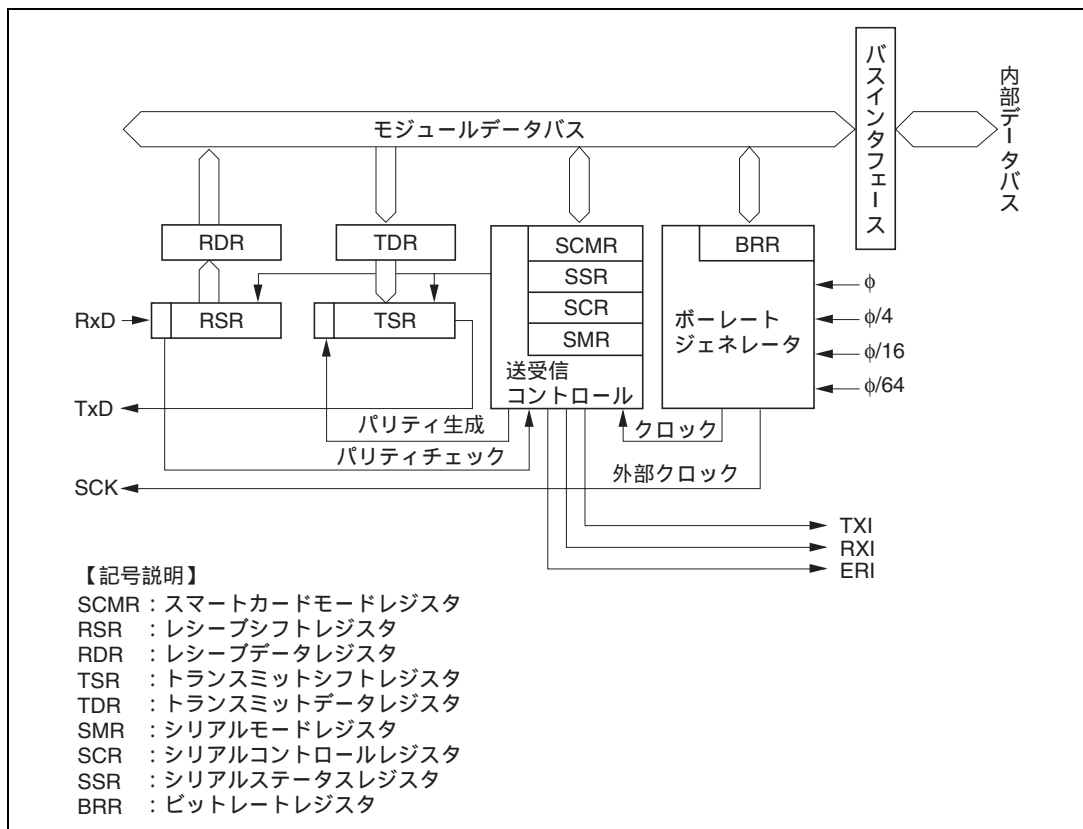 バスインタフェース
内部データバス
モジュールデータバス
RDR
TDR
SCMR
BRR
SSR
SCR
SMR
RxD
RSR
TSR
ボーレート
ジェネレータ
φ
φ/4
φ/16
φ/64
送受信
コントロール
TxD
パリティ生成
クロック
パリティチェック
外部クロック
SCK
TXI
RXI
ERI
【記号説明】
SCMR : スマートカードモードレジスタ
RSR : レシーブシフトレジスタ
RDR : レシーブデータレジスタ
TSR : トランスミットシフトレジスタ
TDR : トランスミットデータレジスタ
SMR : シリアルモードレジスタ
SCR : シリアルコントロールレジスタ
SSR : シリアルステータスレジスタ
BRR : ビットレートレジスタ